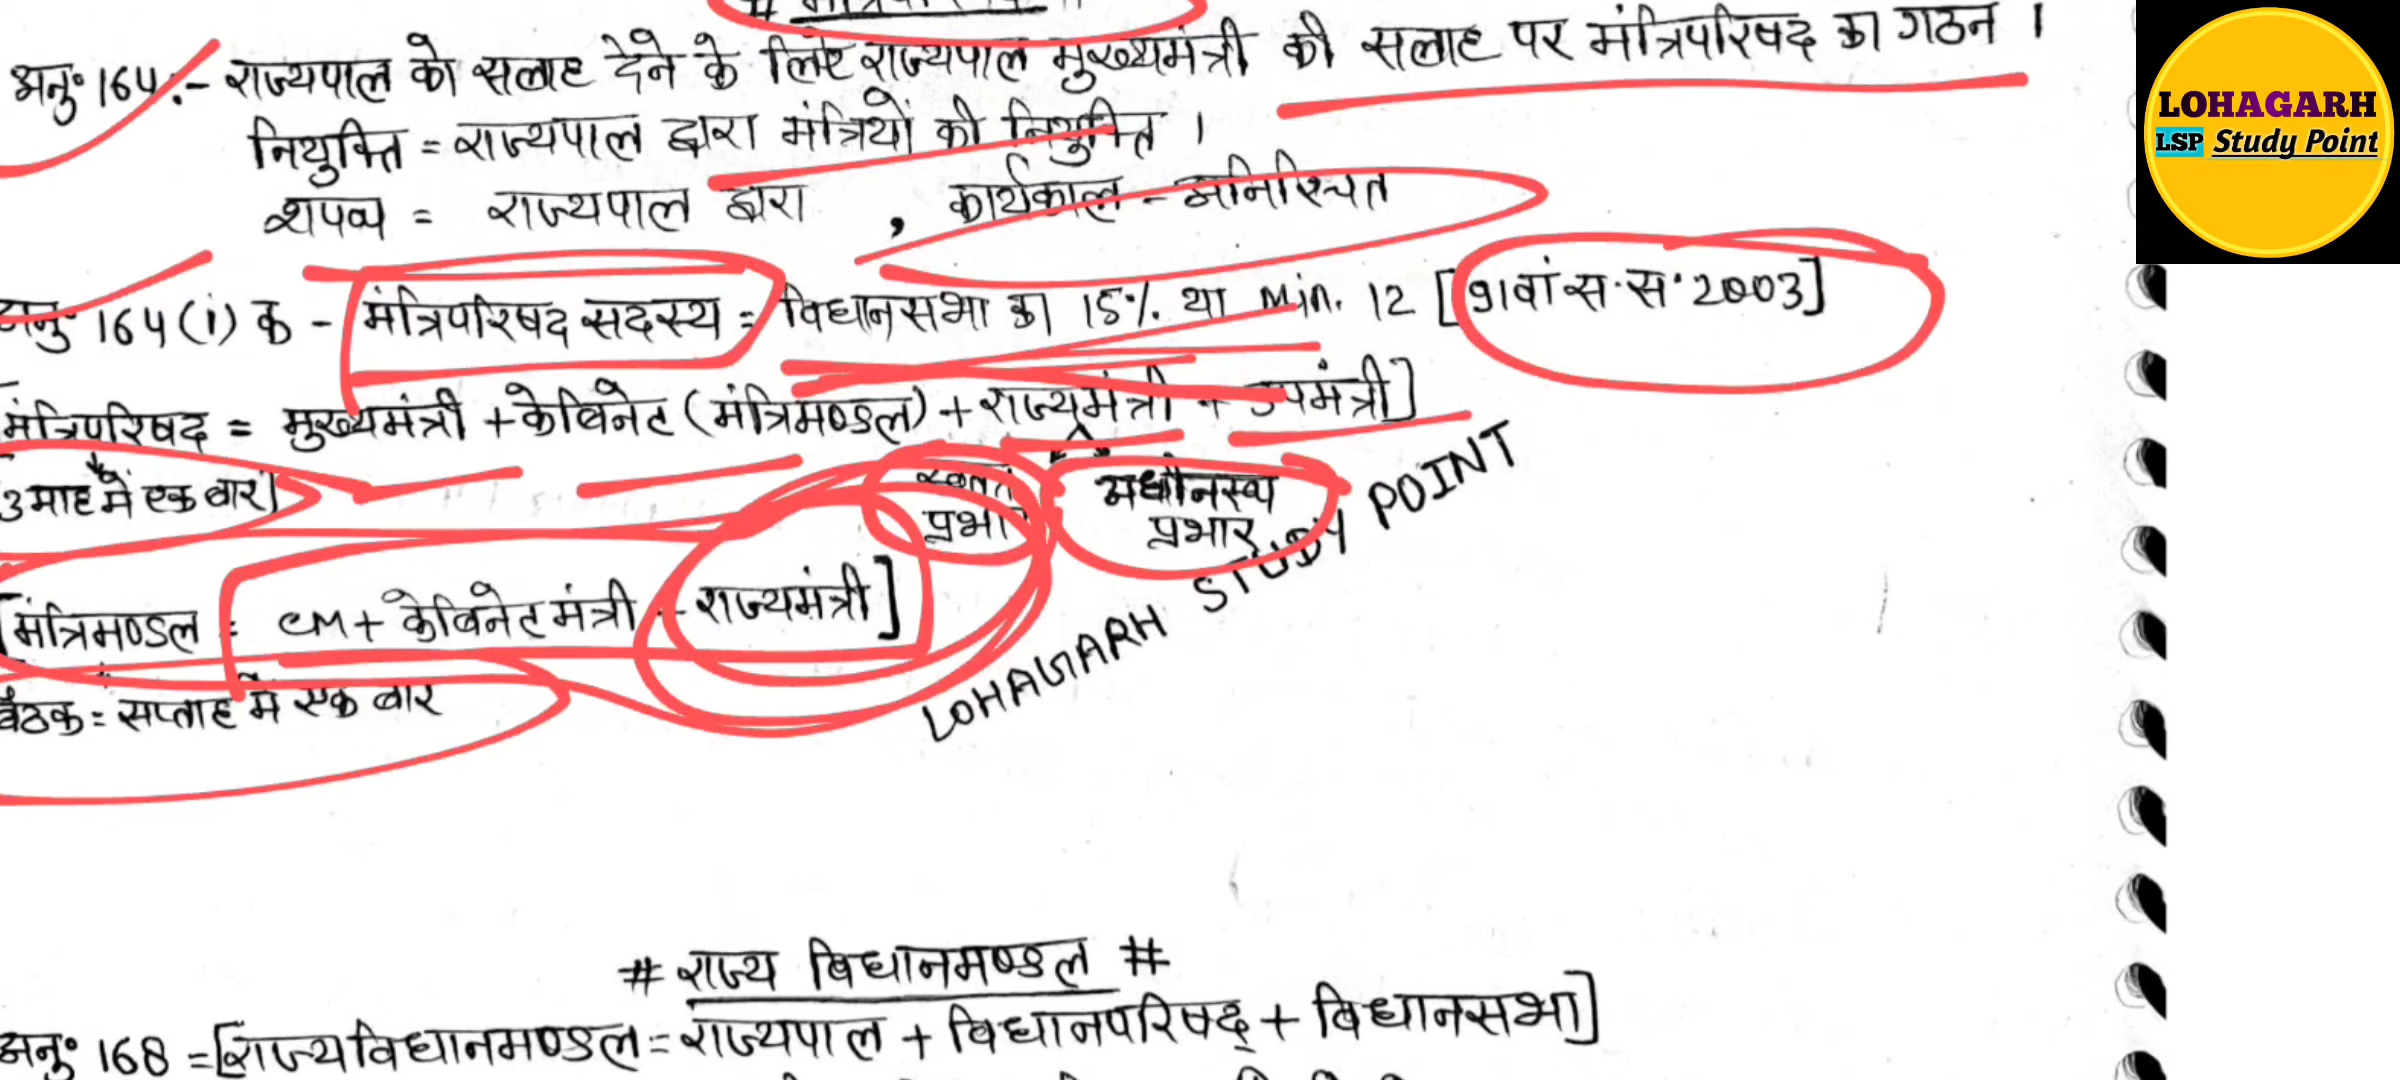 # मंत्रिपरिषद
अनु॰ 164:- राज्यपाल को सलाह देने के लिए राज्यपाल मुख्यमंत्री की सलाह पर मंत्रिपरिषद का गठन ।
नियुक्ति = राज्यपाल द्वारा मंत्रियों की नियुक्ति ।
शपथ = राज्यपाल द्वारा , कार्यकाल - अनिश्चित
अनु॰ 164(i) क - मंत्रिपरिषद सदस्य = विधानसभा का 15% या Min. 12 [91वां स.स. 2003]
मंत्रिपरिषद = मुख्यमंत्री + केबिनेट (मंत्रिमण्डल) + राज्यमंत्री + उपमंत्री]
3 माह में एक बार]
स्वतंत्र प्रभार
अधीनस्थ प्रभार
[मंत्रिमण्डल = CM + केबिनेट मंत्री - राज्यमंत्री]
बैठक = सप्ताह में एक बार
LOHAGARH STUDY POINT
# राज्य विधानमण्डल #
अनु॰ 168 = [राज्यविधानमण्डल = राज्यपाल + विधानपरिषद् + विधानसभा]
LOHAGARH
LSP Study Point